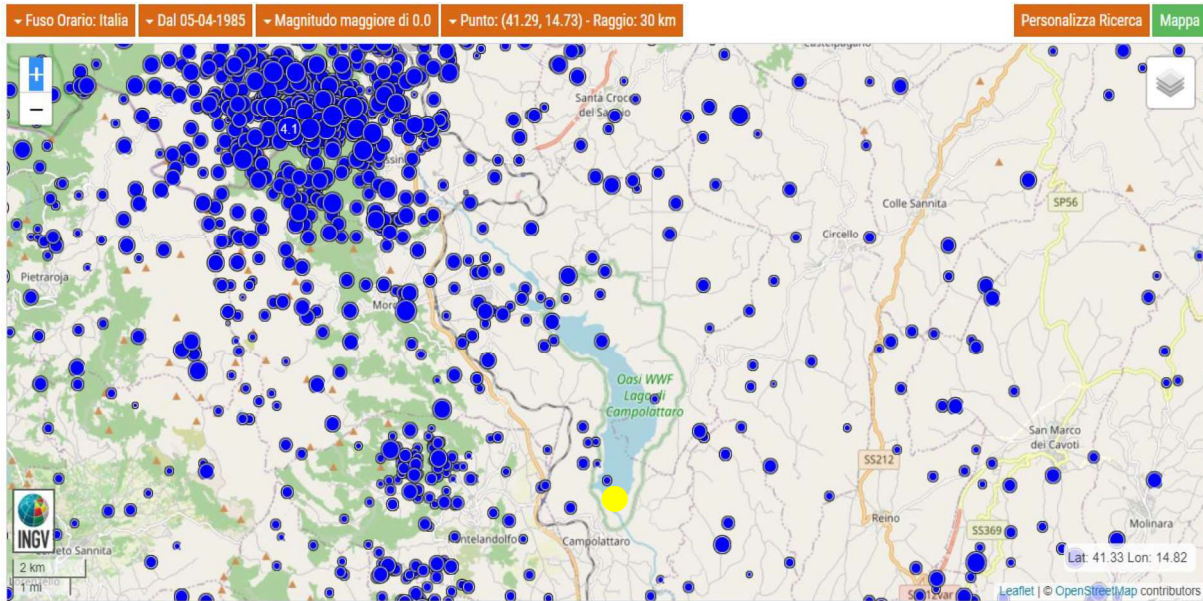 Fuso Orario: Italia
Dal 05-04-1985
Magnitudo maggiore di 0.0
Punto: (41.29, 14.73) - Raggio: 30 km
Personalizza Ricerca
Mappa
+
−
Santa Croce
del
4.1
Colle Sannita
SP56
Circello
Pietraroja
Oasi WWF
Lago di
Campolattaro
San Marco
dei Cavoti
SS212
Reino
SS369
Molinara
INGV
Sannita
Campolattaro
Lat: 41.33 Lon: 14.82
2 km
1 mi
Leaflet | © OpenStreetMap contributors